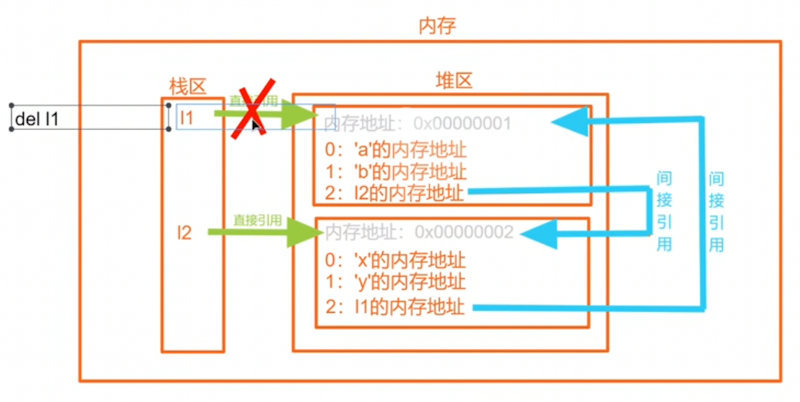 内存
栈区
堆区
del l1
l1
直接引用
内存地址：0x00000001
0：'a'的内存地址
1：'b'的内存地址
2：l2的内存地址
间接引用
间接引用
l2
直接引用
内存地址：0x00000002
0：'x'的内存地址
1：'y'的内存地址
2：l1的内存地址